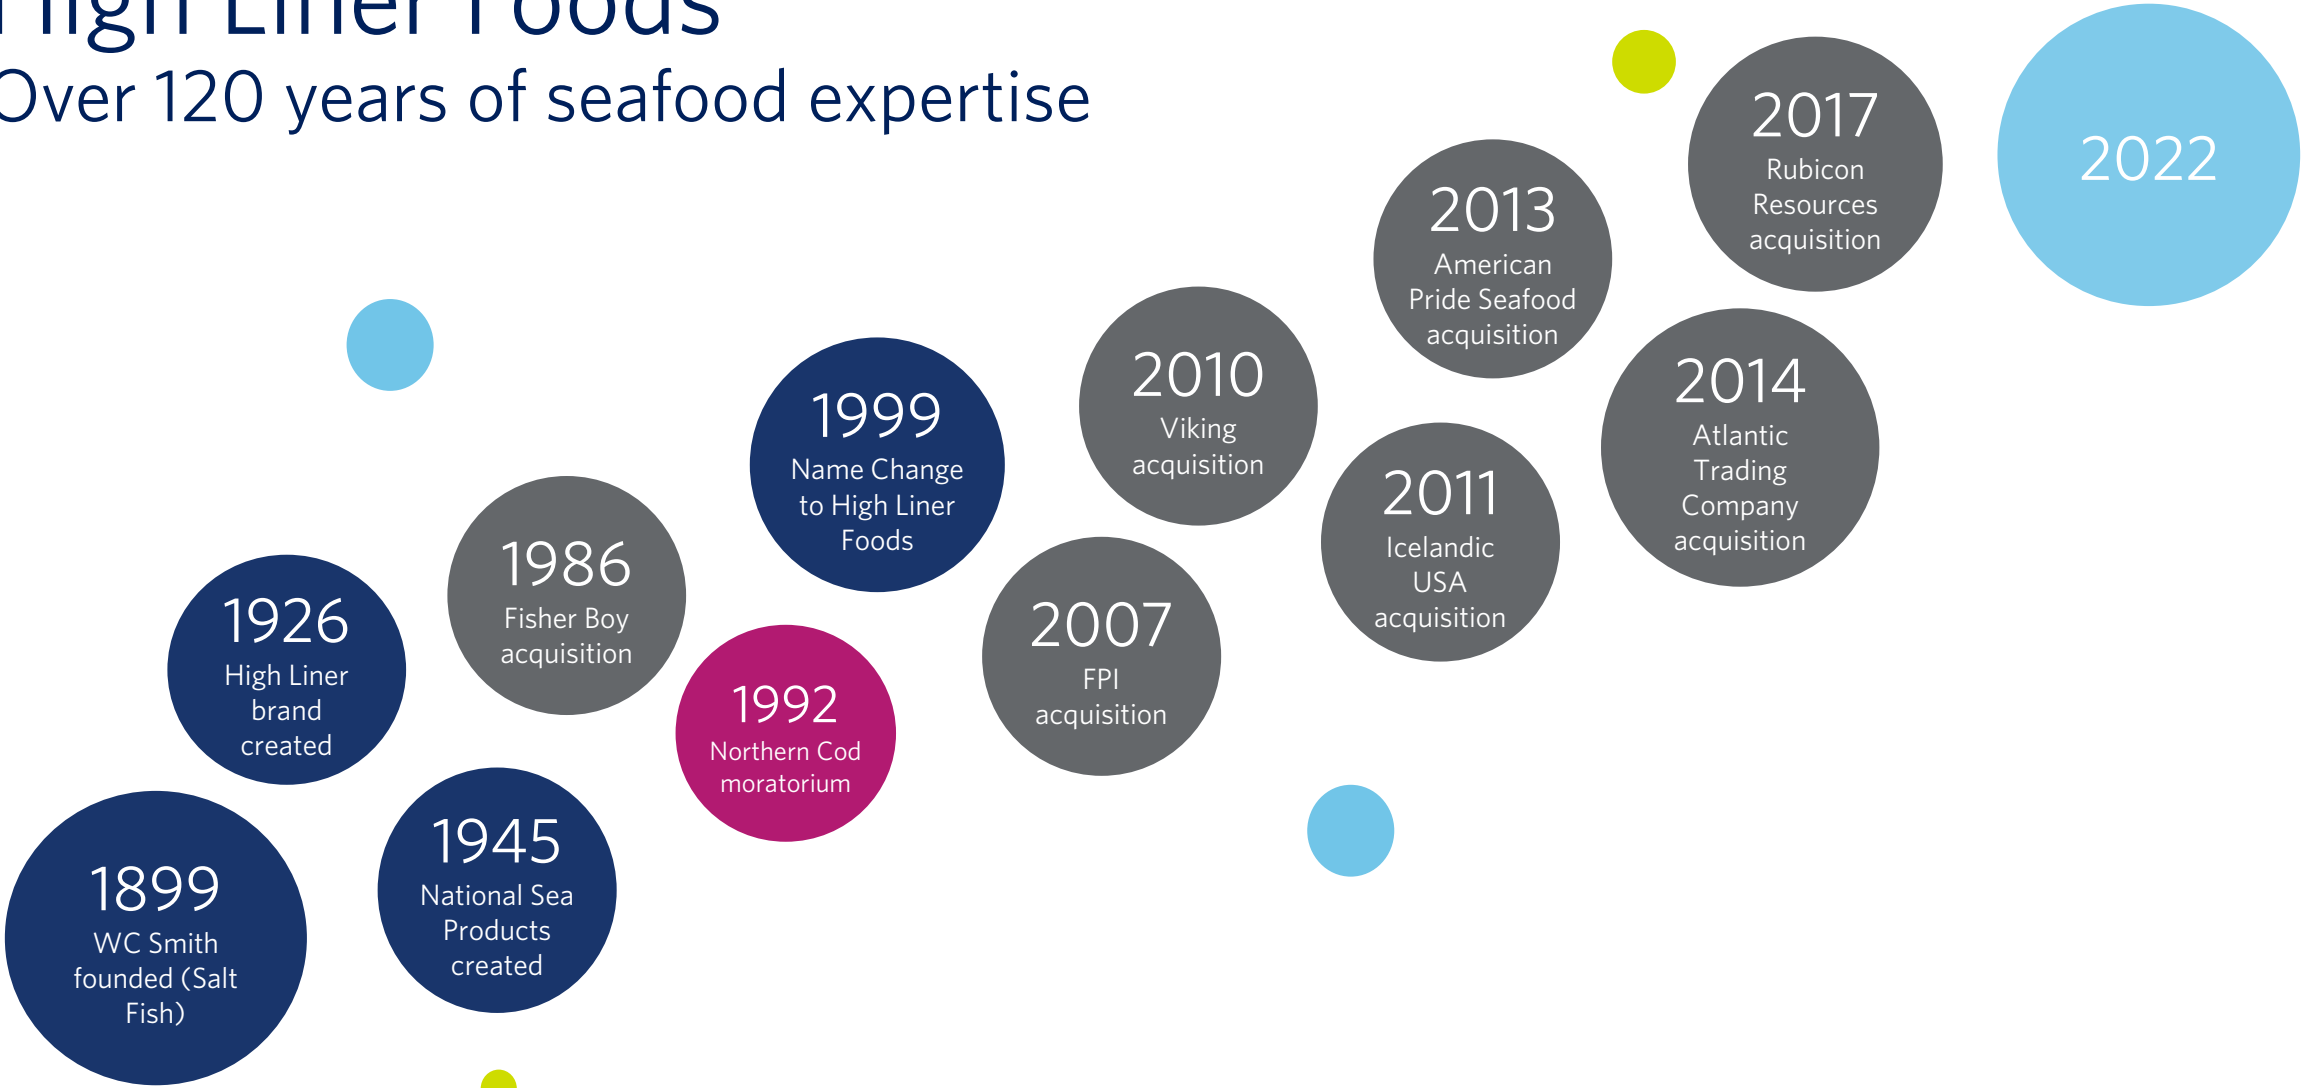 High Liner Foods
Over 120 years of seafood expertise
1899
WC Smith
founded (Salt
Fish)
1926
High Liner
brand
created
1945
National Sea
Products
created
1986
Fisher Boy
acquisition
1992
Northern Cod
moratorium
1999
Name Change
to High Liner
Foods
2007
FPI
acquisition
2010
Viking
acquisition
2011
Icelandic
USA
acquisition
2013
American
Pride Seafood
acquisition
2014
Atlantic
Trading
Company
acquisition
2017
Rubicon
Resources
acquisition
2022